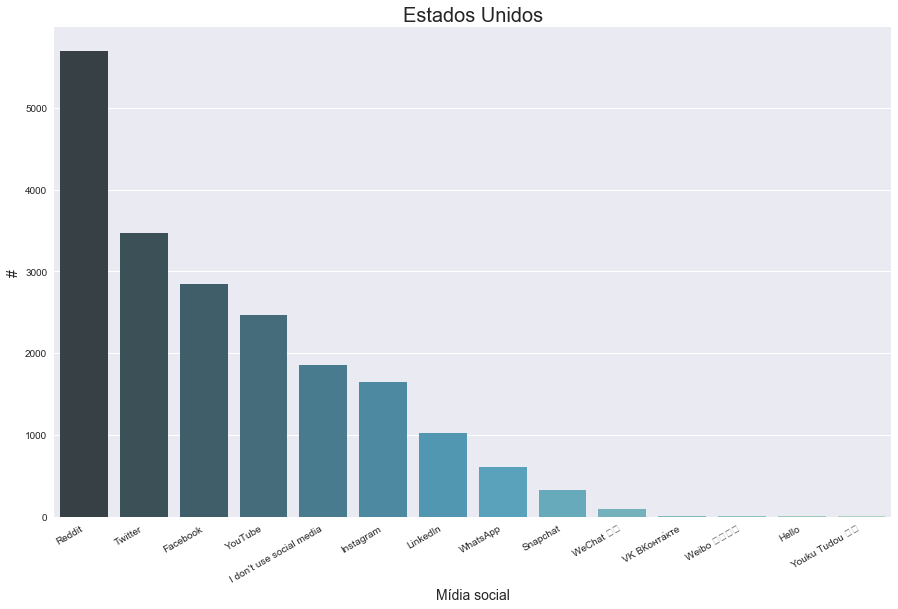 Estados Unidos
#
5000
4000
3000
2000
1000
0
Reddit
Twitter
Facebook
YouTube
I don't use social media
Instagram
LinkedIn
WhatsApp
Snapchat
WeChat
VK ВКонтакте
Weibo
Hello
Youku Tudou
Mídia social